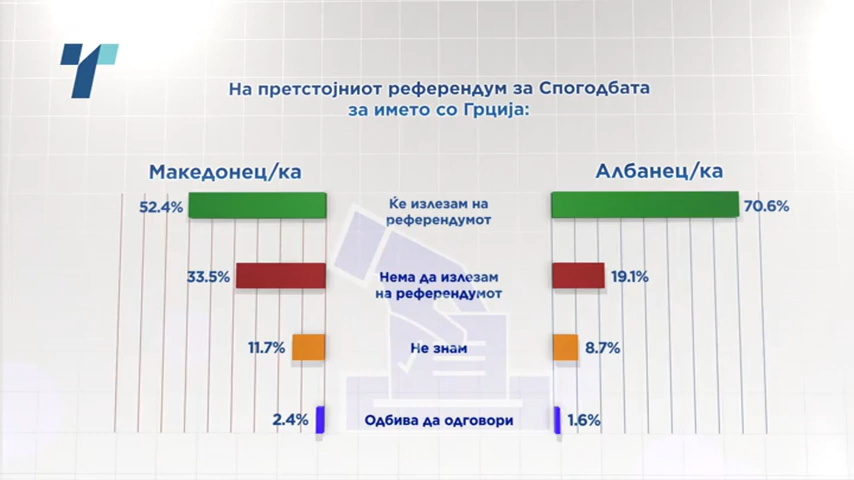 На претстојниот референдум за Спогодбата
за името со Грција:
Македонец/ка
Албанец/ка
52.4%
Ќе излезам на
референдумот
70.6%
33.5%
Нема да излезам
на референдумот
19.1%
11.7%
Не знам
8.7%
2.4%
Одбива да одговори
1.6%